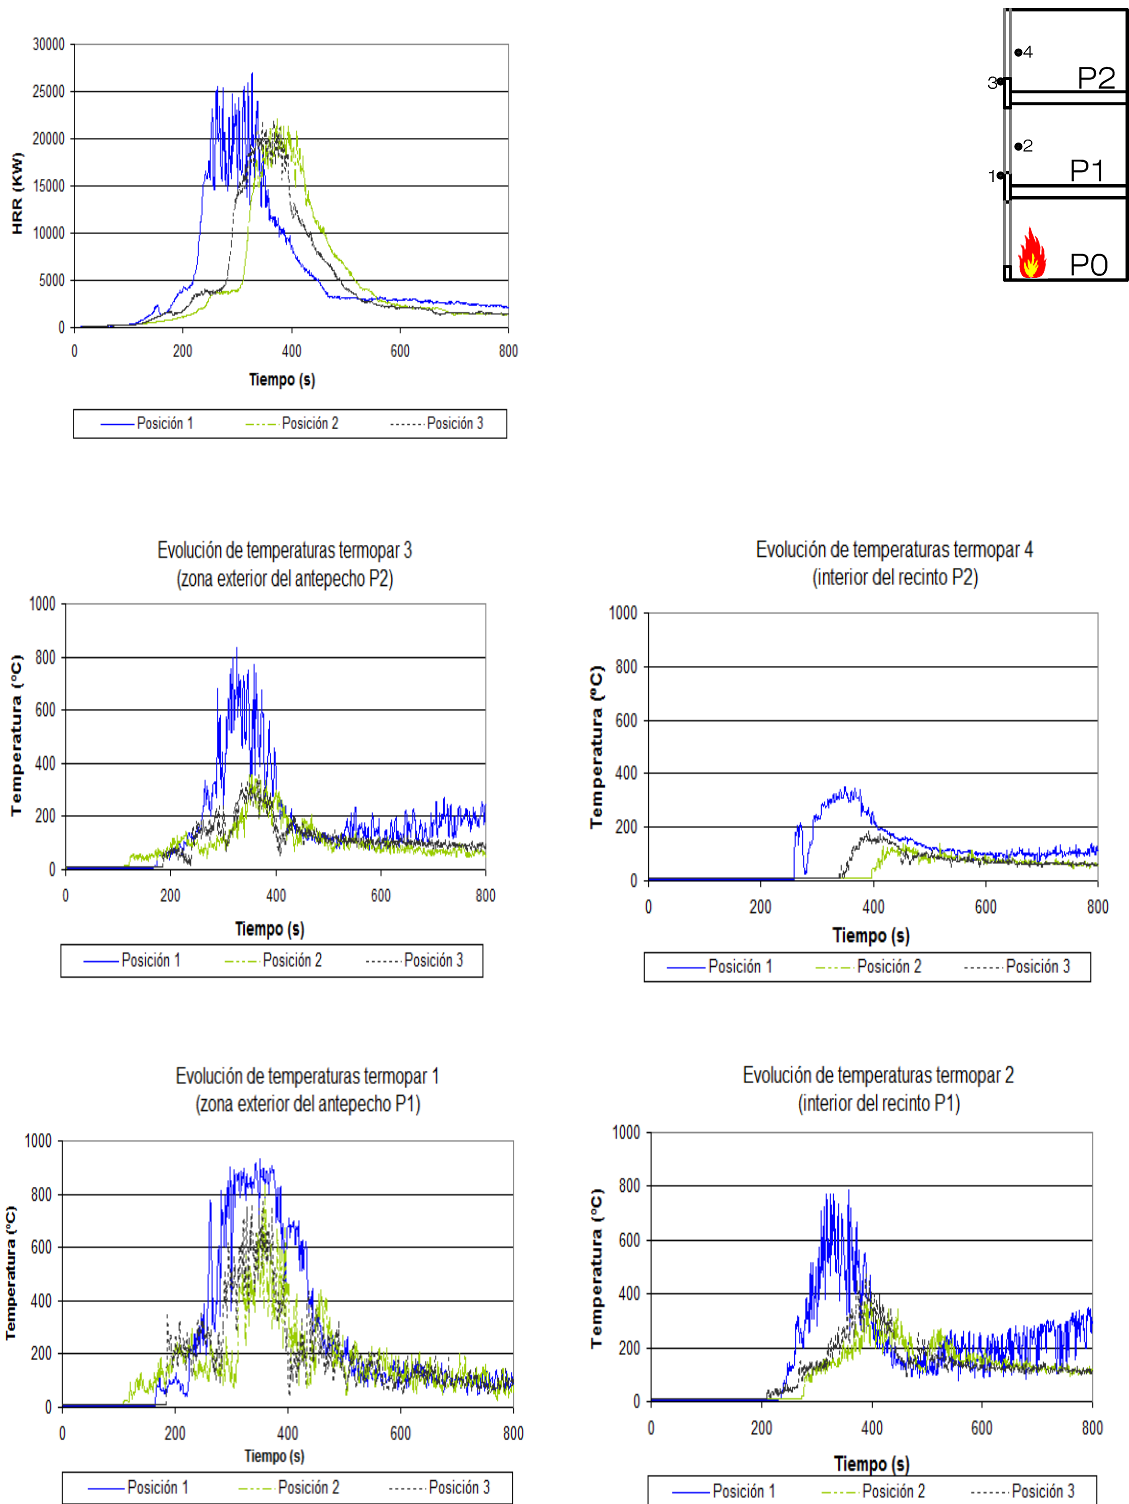 30000
25000
20000
15000
10000
5000
0
HRR (KW)
0 200 400 600 800
Tiempo (s)
Posición 1 Posición 2 Posición 3
4
3
P2
2
1
P1
P0
Evolución de temperaturas termopar 3
(zona exterior del antepecho P2)
1000
800
600
400
200
0
Temperatura (°C)
0 200 400 600 800
Tiempo (s)
Posición 1 Posición 2 Posición 3
Evolución de temperaturas termopar 4
(interior del recinto P2)
1000
800
600
400
200
0
Temperatura (ºC)
0 200 400 600 800
Tiempo (s)
Posición 1 Posición 2 Posición 3
Evolución de temperaturas termopar 1
(zona exterior del antepecho P1)
1000
800
600
400
200
0
Temperatura (°C)
0 200 400 600 800
Tiempo (s)
Posición 1 Posición 2 Posición 3
Evolución de temperaturas termopar 2
(interior del recinto P1)
1000
800
600
400
200
0
Temperatura (°C)
0 200 400 600 800
Tiempo (s)
Posición 1 Posición 2 Posición 3